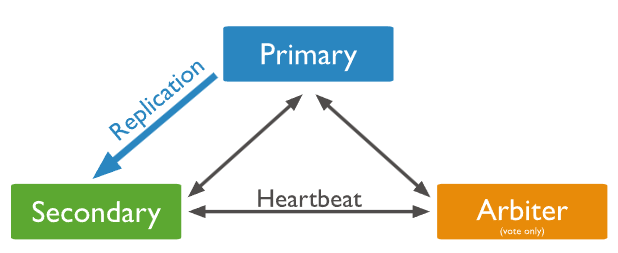 Primary
Replication
Secondary
Heartbeat
Arbiter
(vote only)